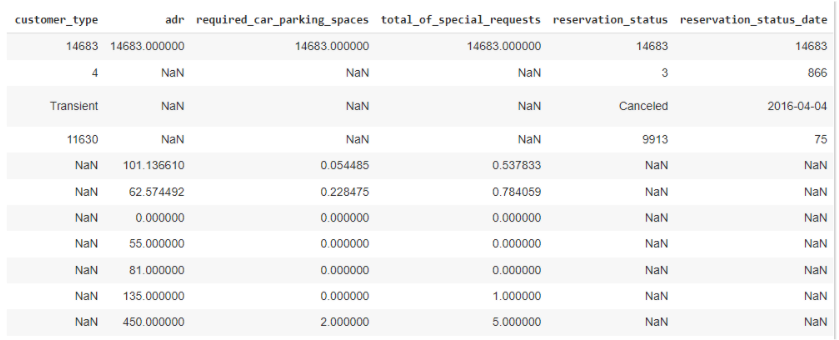 customer_type adr required_car_parking_spaces total_of_special_requests reservation_status reservation_status_date
14683 14683.000000 14683.000000 14683.000000 14683 14683
4 NaN NaN NaN 3 866
Transient NaN NaN NaN Canceled 2016-04-04
11630 NaN NaN NaN 9913 75
NaN 101.136610 0.054485 0.537833 NaN NaN
NaN 62.574492 0.228475 0.784059 NaN NaN
NaN 0.000000 0.000000 0.000000 NaN NaN
NaN 55.000000 0.000000 0.000000 NaN NaN
NaN 81.000000 0.000000 0.000000 NaN NaN
NaN 135.000000 0.000000 1.000000 NaN NaN
NaN 450.000000 2.000000 5.000000 NaN NaN